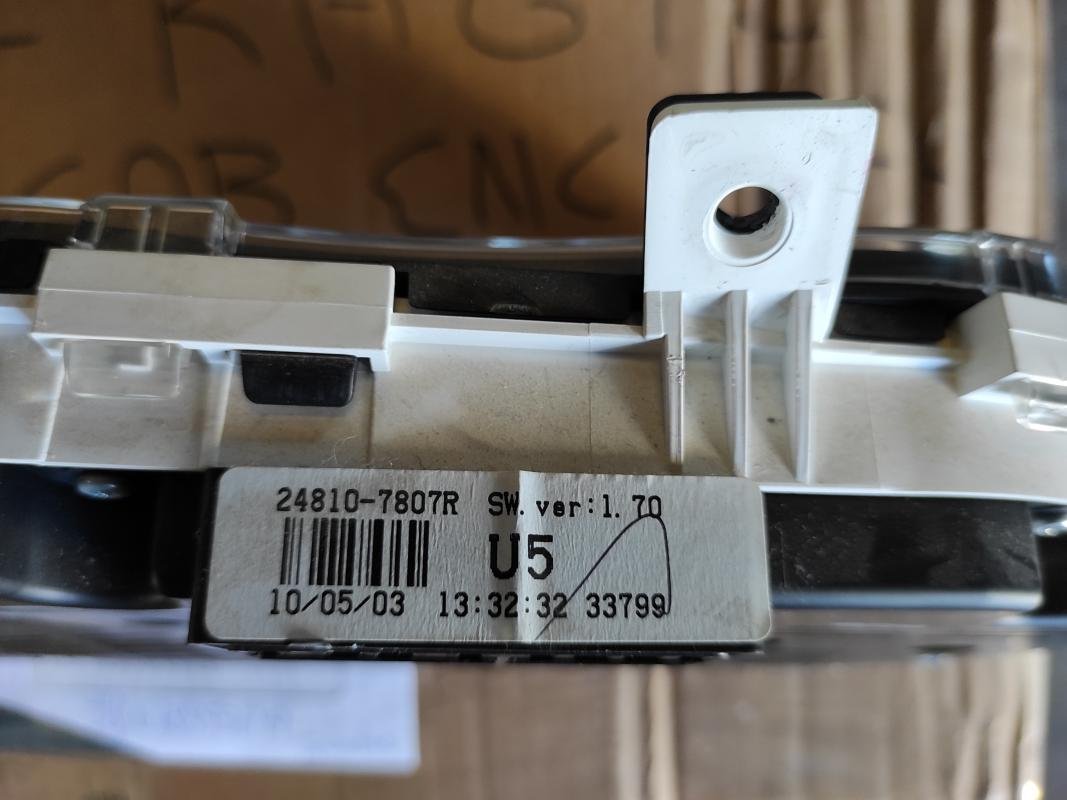 24810-7807R SW. ver:1. 70
U5
10/05/03 13:32:32 33799